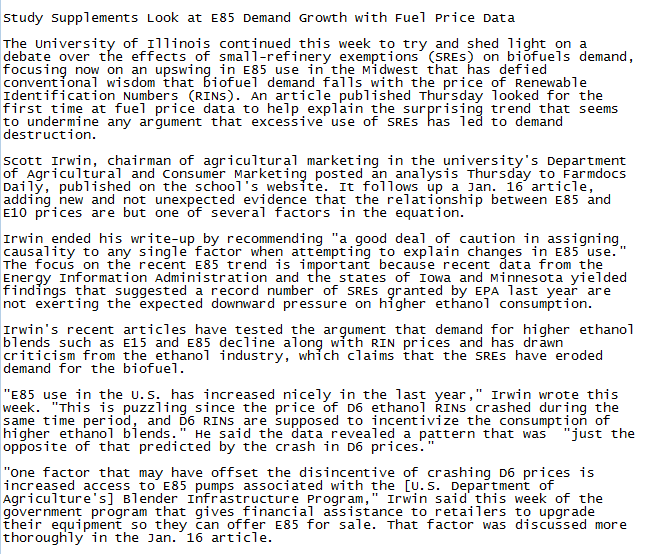 Study Supplements Look at E85 Demand Growth with Fuel Price Data
The University of Illinois continued this week to try and shed light on a
debate over the effects of small-refinery exemptions (SREs) on biofuels demand,
focusing now on an upswing in E85 use in the Midwest that has defied
conventional wisdom that biofuel demand falls with the price of Renewable
Identification Numbers (RINs). An article published Thursday looked for the
first time at fuel price data to help explain the surprising trend that seems
to undermine any argument that excessive use of SREs has led to demand
destruction.
Scott Irwin, chairman of agricultural marketing in the university's Department
of Agricultural and Consumer Marketing posted an analysis Thursday to Farmdocs
Daily, published on the school's website. It follows up a Jan. 16 article,
adding new and not unexpected evidence that the relationship between E85 and
E10 prices are but one of several factors in the equation.
Irwin ended his write-up by recommending "a good deal of caution in assigning
causality to any single factor when attempting to explain changes in E85 use."
The focus on the recent E85 trend is important because recent data from the
Energy Information Administration and the states of Iowa and Minnesota yielded
findings that suggested a record number of SREs granted by EPA last year are
not exerting the expected downward pressure on higher ethanol consumption.
Irwin's recent articles have tested the argument that demand for higher ethanol
blends such as E15 and E85 decline along with RIN prices and has drawn
criticism from the ethanol industry, which claims that the SREs have eroded
demand for the biofuel.
"E85 use in the U.S. has increased nicely in the last year," Irwin wrote this
week. "This is puzzling since the price of D6 ethanol RINs crashed during the
same time period, and D6 RINs are supposed to incentivize the consumption of
higher ethanol blends." He said the data revealed a pattern that was  "just the
opposite of that predicted by the crash in D6 prices."
"One factor that may have offset the disincentive of crashing D6 prices is
increased access to E85 pumps associated with the [U.S. Department of
Agriculture's] Blender Infrastructure Program," Irwin said this week of the
government program that gives financial assistance to retailers to upgrade
their equipment so they can offer E85 for sale. That factor was discussed more
thoroughly in the Jan. 16 article.